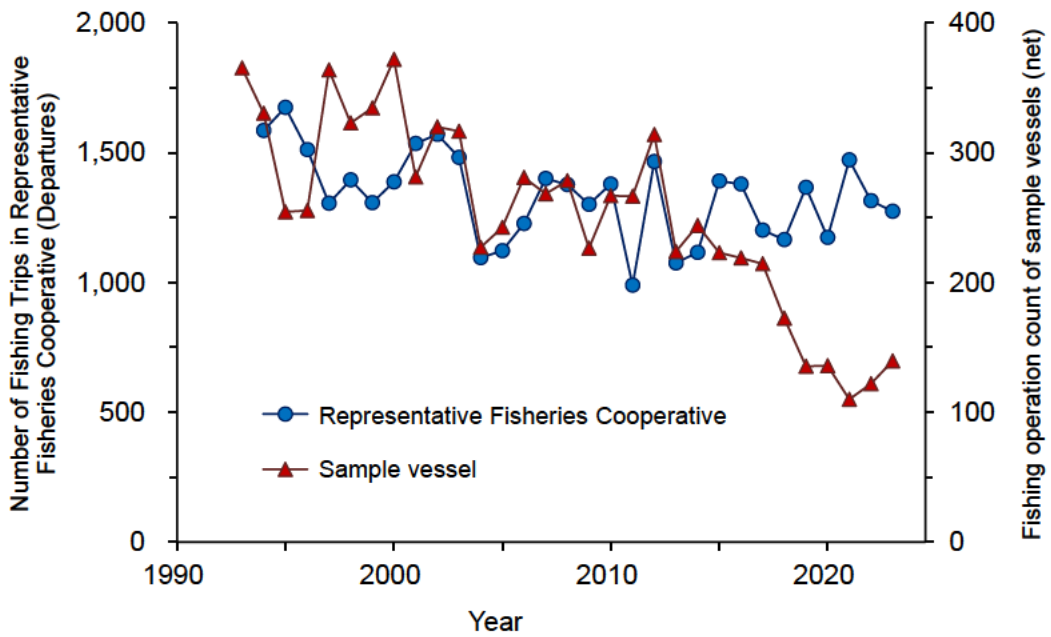 Number of Fishing Trips in Representative
Fisheries Cooperative (Departures)
2,000
1,500
1,000
500
0
400
300
200
100
0
Fishing operation count of sample vessels (net)
Representative Fisheries Cooperative
Sample vessel
1990
2000
2010
2020
Year